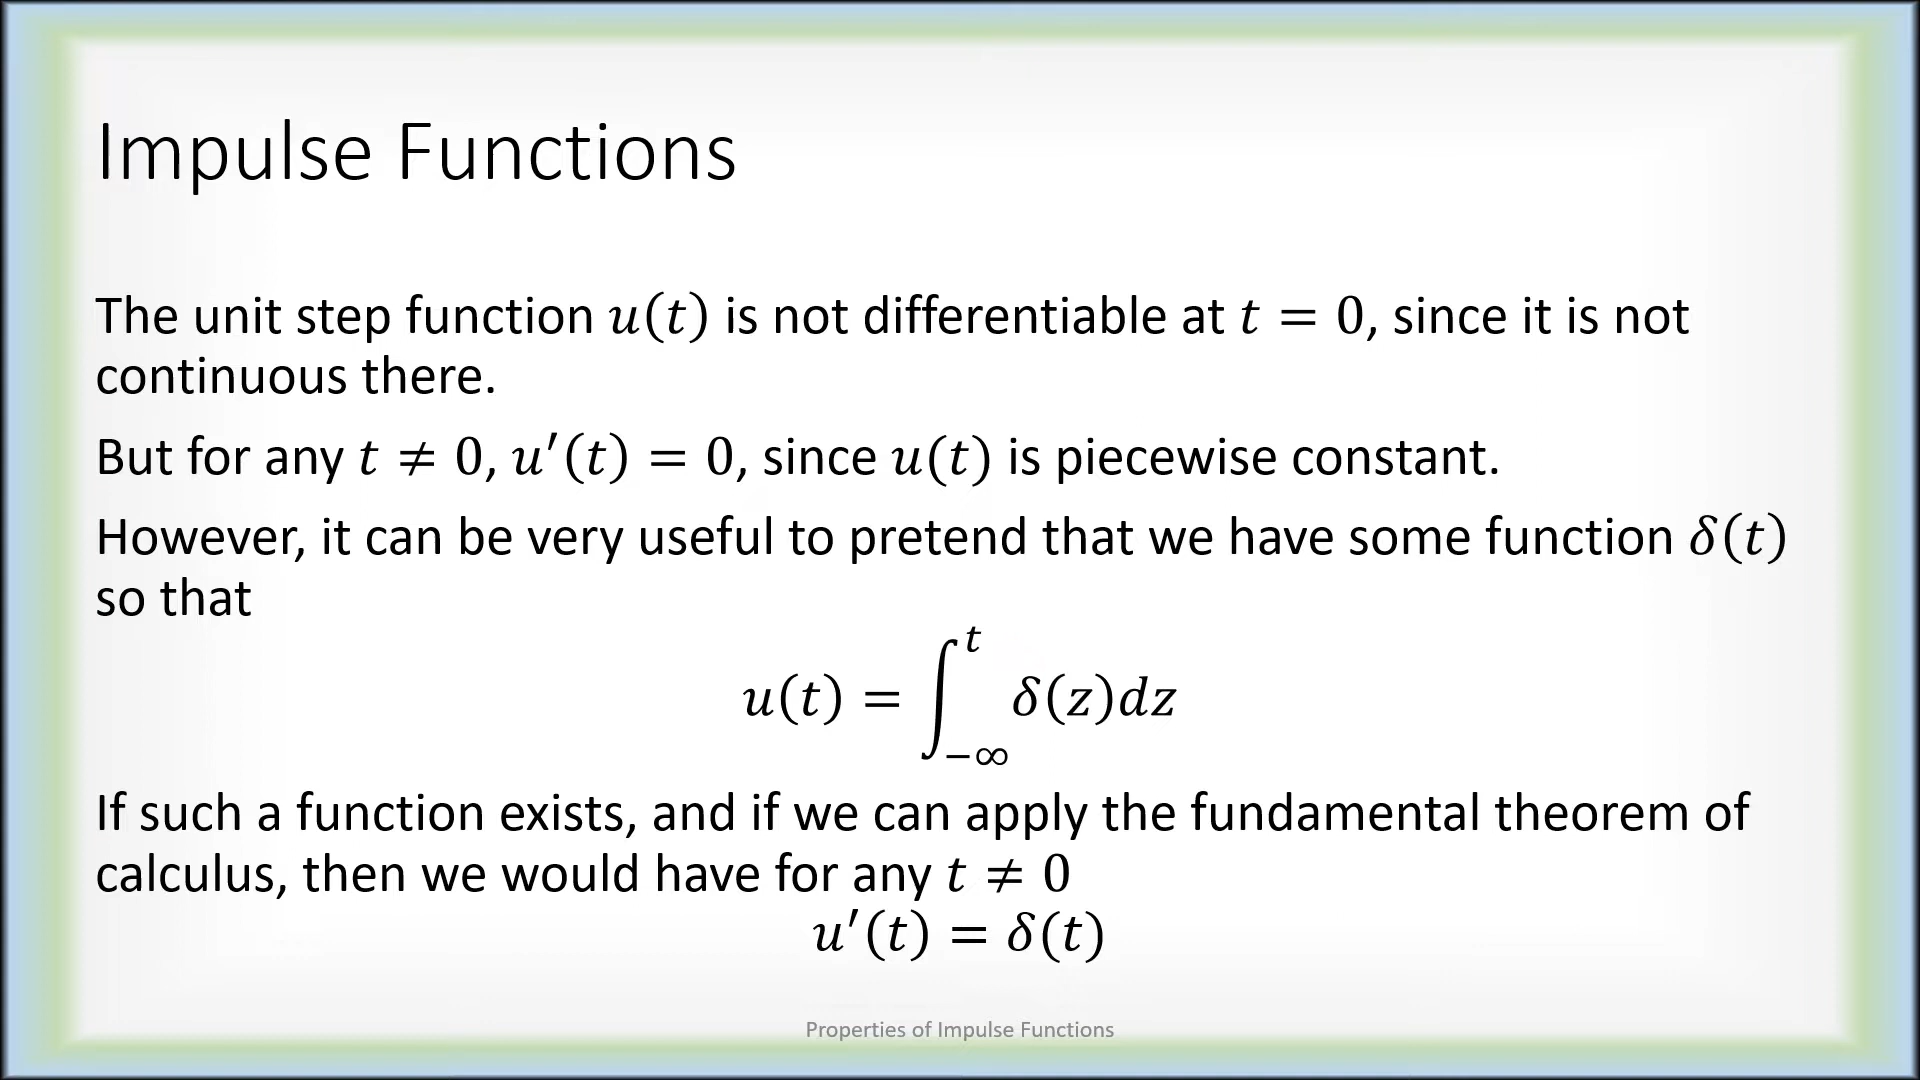 Impulse Functions
The unit step function u(t) is not differentiable at t = 0, since it is not
continuous there.
But for any t ≠ 0, u′(t) = 0, since u(t) is piecewise constant.
However, it can be very useful to pretend that we have some function δ(t)
so that
u(t) = ∫_{−∞}^{t} δ(z)dz
If such a function exists, and if we can apply the fundamental theorem of
calculus, then we would have for any t ≠ 0
u′(t) = δ(t)
Properties of Impulse Functions